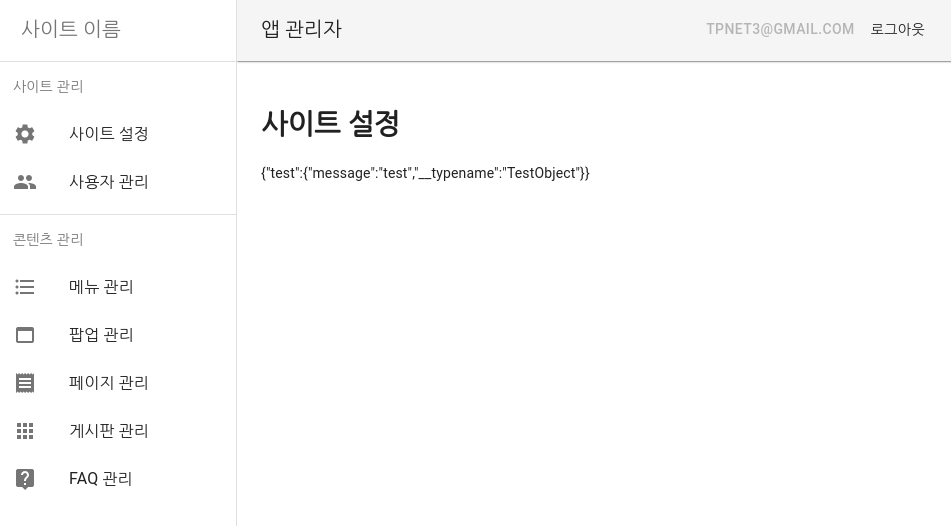 사이트 이름
앱 관리자
TPNET3@GMAIL.COM
로그아웃
사이트 관리
사이트 설정
사용자 관리
콘텐츠 관리
메뉴 관리
팝업 관리
페이지 관리
게시판 관리
FAQ 관리
사이트 설정
{"test":{"message":"test","__typename":"TestObject"}}